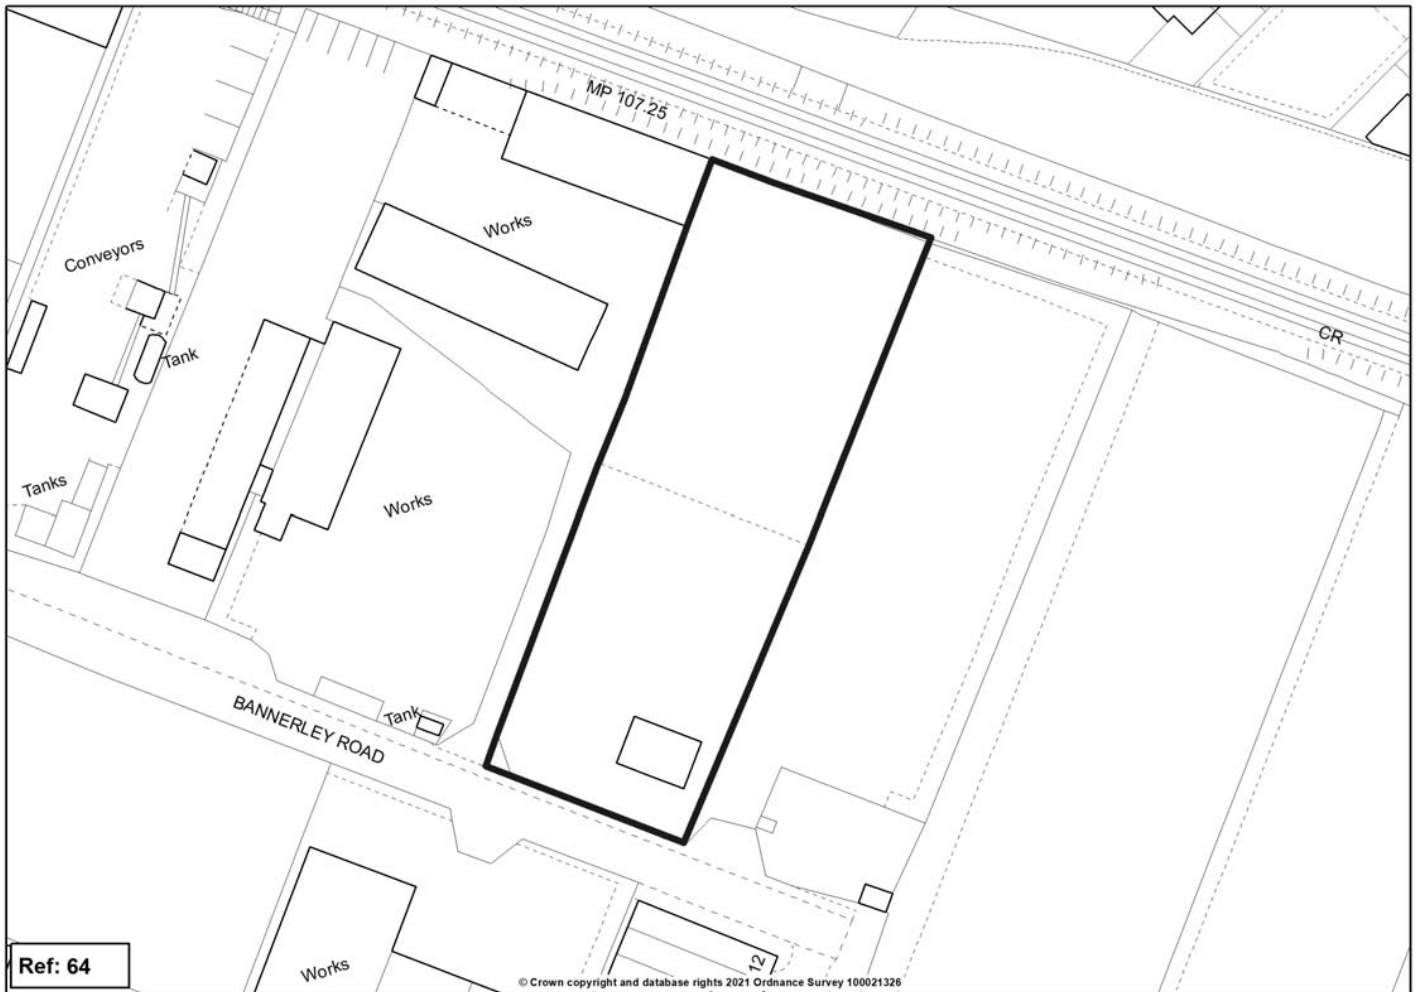 MP 107.25
Works
Conveyors
CR
Tank
Tanks
Works
BANNERLEY ROAD
Tank
Works
12
Ref: 64
© Crown copyright and database rights 2021 Ordnance Survey 100021326